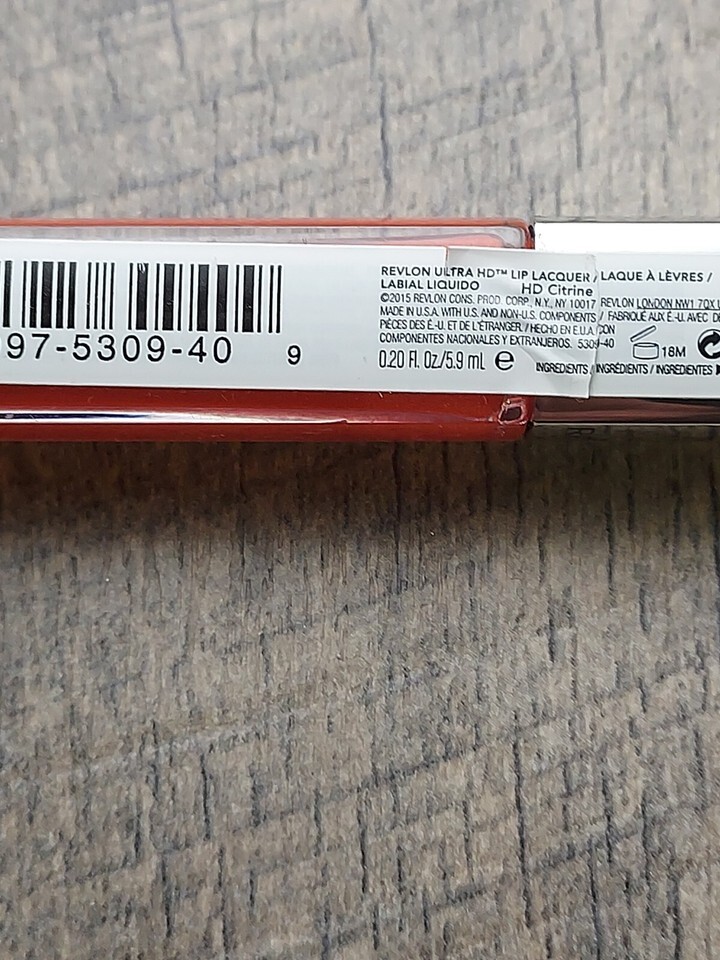 097-5309-40 9
REVLON ULTRA HD™ LIP LACQUER / LAQUE À LÈVRES /
LABIAL LIQUIDO HD Citrine
©2015 REVLON CONS. PROD. CORP., N.Y., NY 10017 REVLON LONDON NW1 7QX
MADE IN U.S.A. WITH U.S. AND NON-U.S. COMPONENTS / FABRIQUÉ AUX É.-U. AVEC
PIÈCES DES É.-U. ET DE L'ÉTRANGER. / HECHO EN E.U.A. CON
COMPONENTES NACIONALES Y EXTRANJEROS. 5309-40
0.20 Fl. Oz./5.9 mL e 18M
INGREDIENTS / INGRÉDIENTS / INGREDIENTES